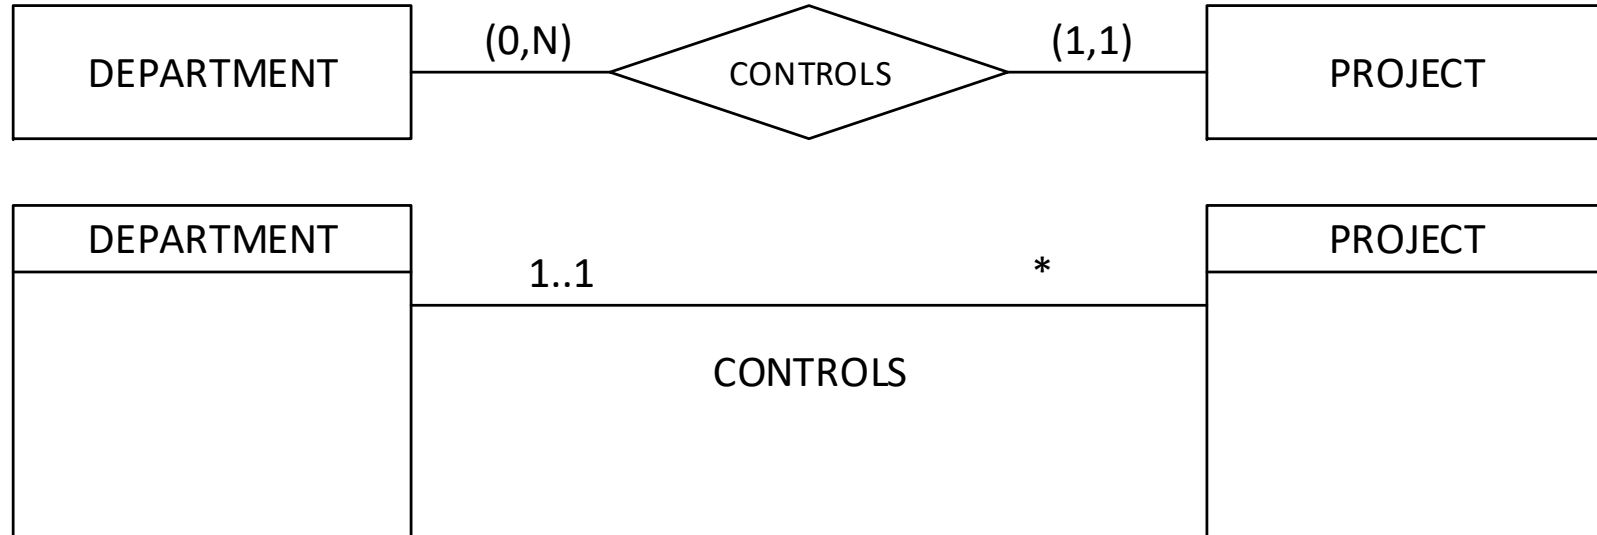 (0,N) (1,1)
DEPARTMENT CONTROLS PROJECT
DEPARTMENT PROJECT
1..1 *
CONTROLS